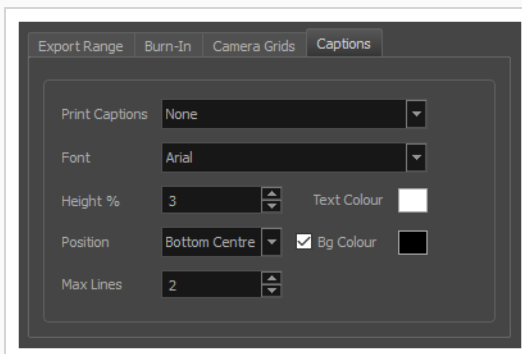 Export Range Burn-In Camera Grids Captions
Print Captions None
Font Arial
Height % 3 Text Colour
Position Bottom Centre Bg Colour
Max Lines 2